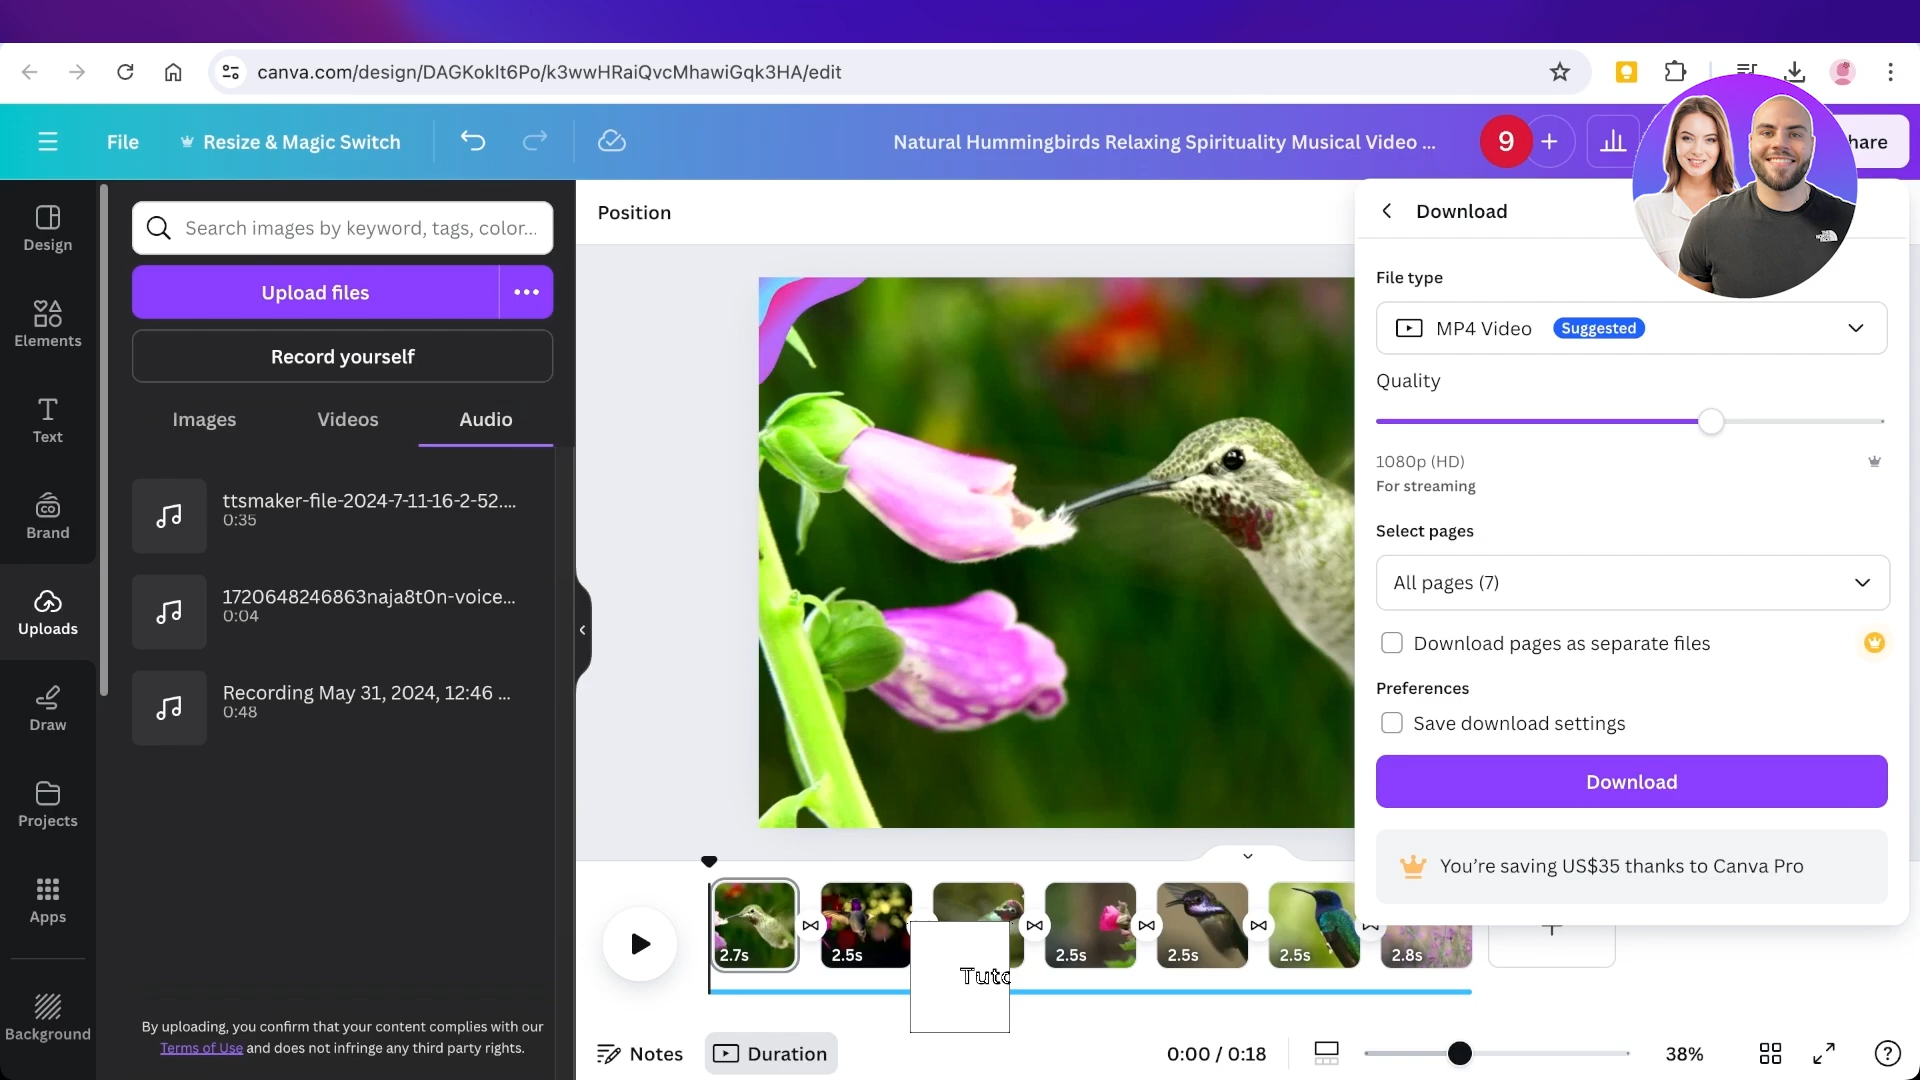 canva.com/design/DAGKoklt6Po/k3wwHRaiQvcMhawiGqk3HA/edit
File
Resize & Magic Switch
Natural Hummingbirds Relaxing Spirituality Musical Video ...
9
hare
Design
Elements
Text
Brand
Uploads
Draw
Projects
Apps
Background
Search images by keyword, tags, color...
Upload files
Record yourself
Images
Videos
Audio
ttsmaker-file-2024-7-11-16-2-52....
0:35
1720648246863naja8t0n-voice...
0:04
Recording May 31, 2024, 12:46 ...
0:48
By uploading, you confirm that your content complies with our
Terms of Use and does not infringe any third party rights.
Position
Download
File type
MP4 Video
Suggested
Quality
1080p (HD)
For streaming
Select pages
All pages (7)
Download pages as separate files
Preferences
Save download settings
Download
You're saving US$35 thanks to Canva Pro
2.7s
2.5s
2.5s
2.5s
2.5s
2.8s
Notes
Duration
0:00 / 0:18
38%